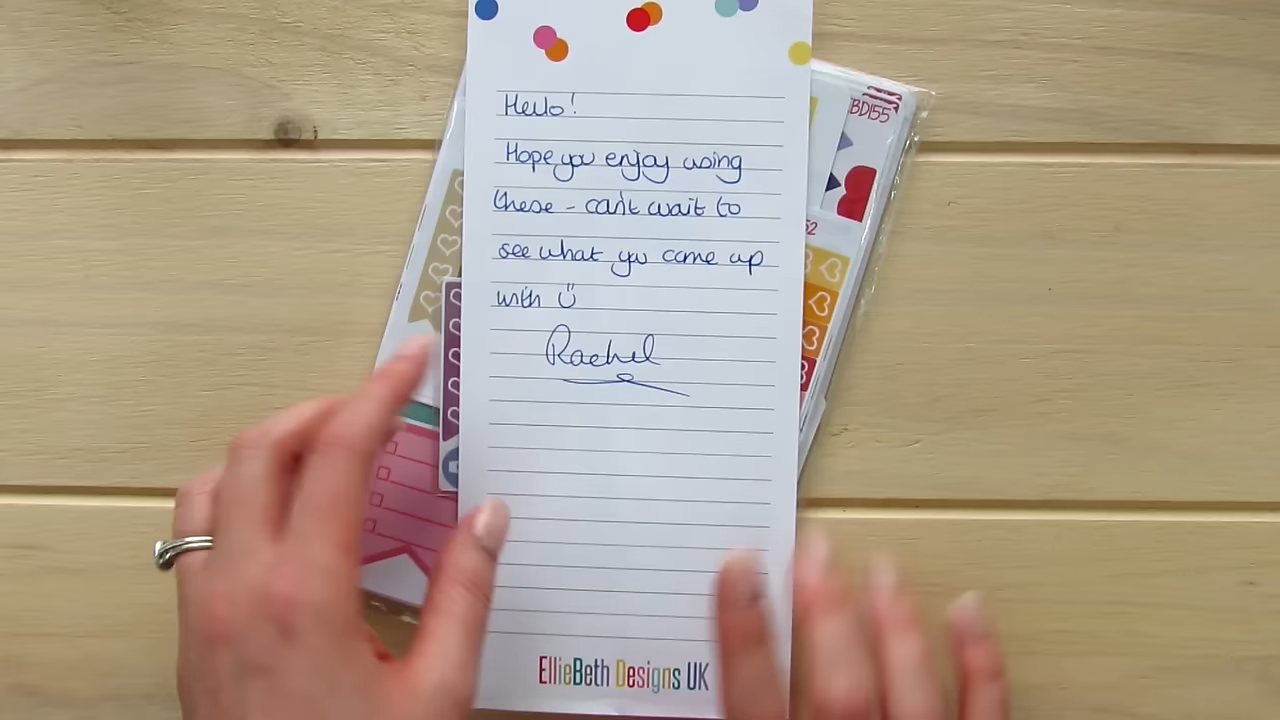 Hello!
Hope you enjoy using
these - can't wait to
see what you come up
with
Rachel
EllieBeth Designs UK
BD155
52